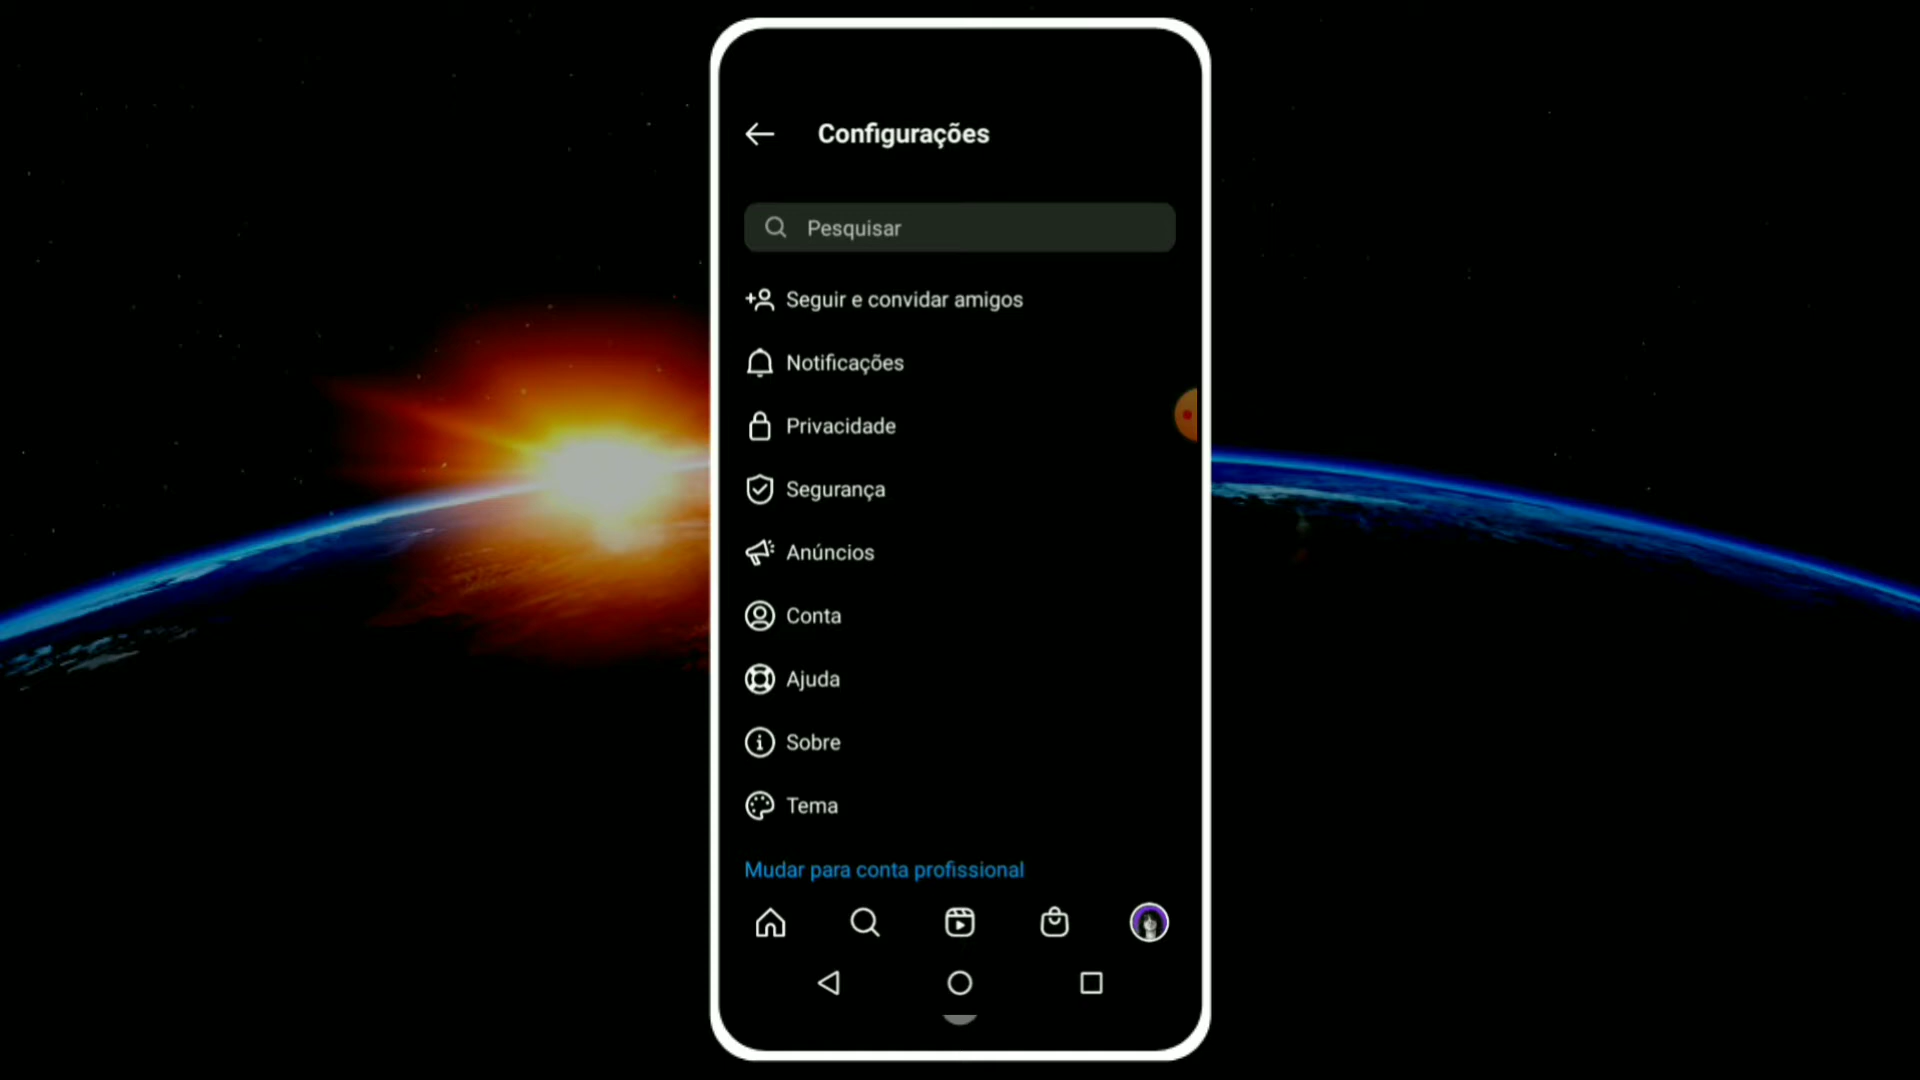 Configurações
Pesquisar
Seguir e convidar amigos
Notificações
Privacidade
Segurança
Anúncios
Conta
Ajuda
Sobre
Tema
Mudar para conta profissional